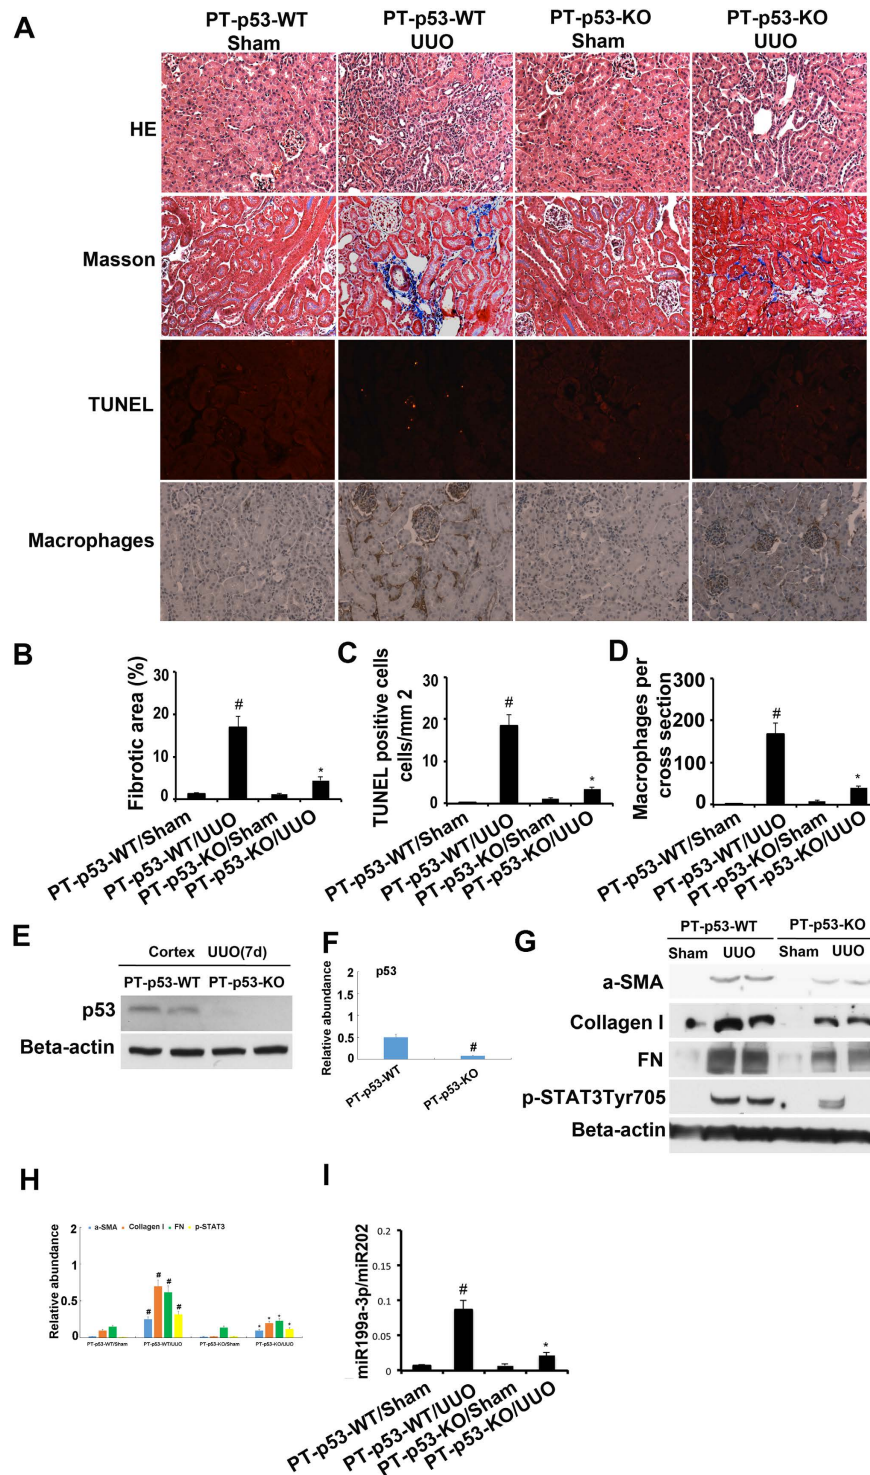 A
PT-p53-WT
Sham
PT-p53-WT
UUO
PT-p53-KO
Sham
PT-p53-KO
UUO
HE
Masson
TUNEL
Macrophages
B
Fibrotic area (%)
30
20
10
0
#
*
PT-p53-WT/Sham
PT-p53-WT/UUO
PT-p53-KO/Sham
PT-p53-KO/UUO
C
TUNEL positive cells
cells/mm 2
30
20
10
0
#
*
PT-p53-WT/Sham
PT-p53-WT/UUO
PT-p53-KO/Sham
PT-p53-KO/UUO
D
Macrophages per
cross section
300
200
100
0
#
*
PT-p53-WT/Sham
PT-p53-WT/UUO
PT-p53-KO/Sham
PT-p53-KO/UUO
E
Cortex UUO(7d)
PT-p53-WT PT-p53-KO
p53
Beta-actin
F
Relative abundance
2
1.5
1
0.5
0
p53
#
PT-p53-WT
PT-p53-KO
G
PT-p53-WT PT-p53-KO
Sham UUO Sham UUO
a-SMA
Collagen I
FN
p-STAT3Tyr705
Beta-actin
H
a-SMA Collagen I FN p-STAT3
Relative abundance
2
1
0.5
0
# # # #
* * * *
PT-p53-WT/Sham PT-p53-WT/UUO PT-p53-KO/Sham PT-p53-KO/UUO
I
miR199a-3p/miR202
0.2
0.15
0.1
0.05
0
#
*
PT-p53-WT/Sham
PT-p53-WT/UUO
PT-p53-KO/Sham
PT-p53-KO/UUO